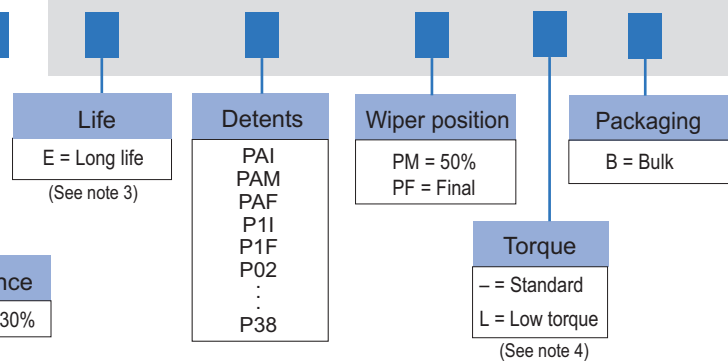 Life
E = Long life
(See note 3)
Detents
PAI
PAM
PAF
P1I
P1F
P02
:
:
P38
Wiper position
PM = 50%
PF = Final
Torque
– = Standard
L = Low torque
(See note 4)
Packaging
B = Bulk
30%